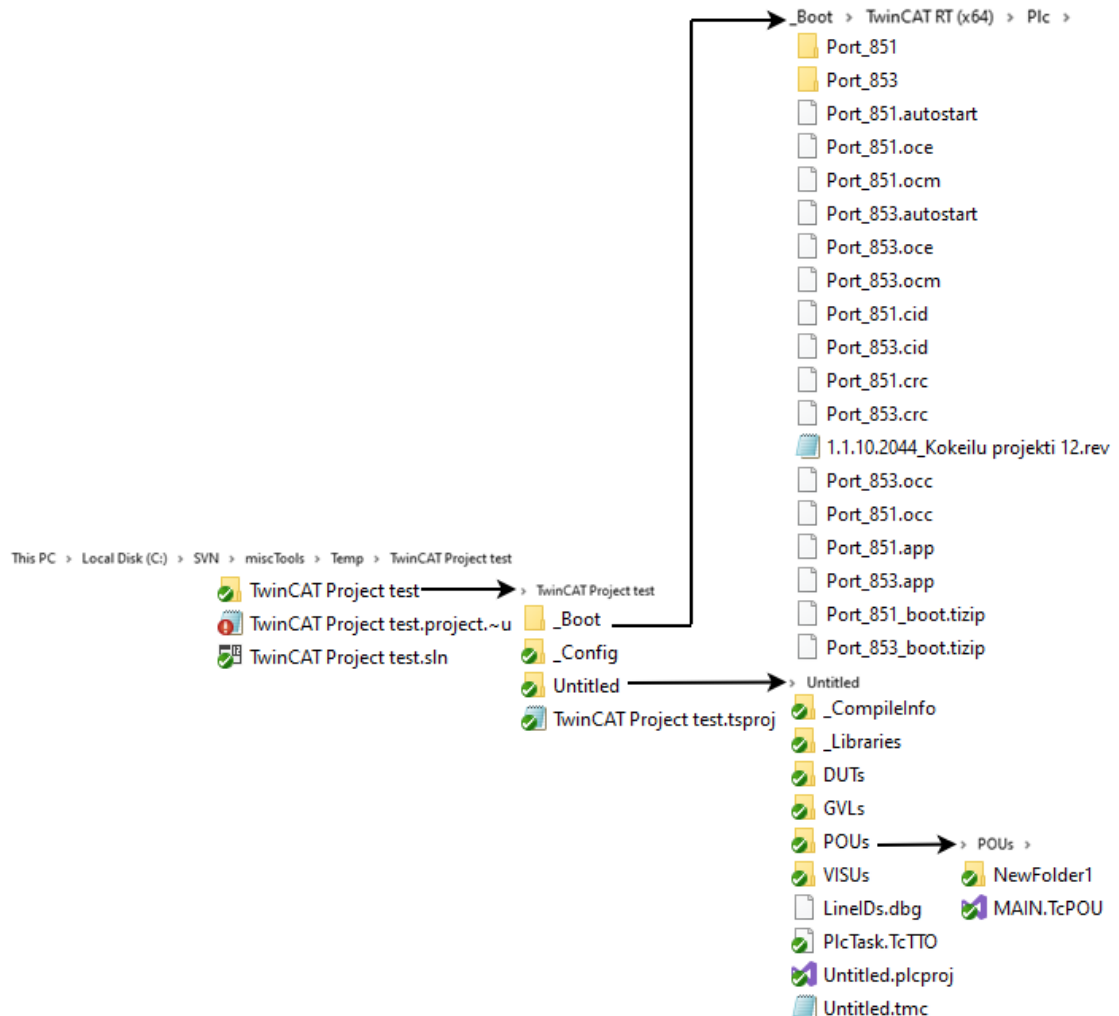 _Boot > TwinCAT RT (x64) > Plc >
Port_851
Port_853
Port_851.autostart
Port_851.oce
Port_851.ocm
Port_853.autostart
Port_853.oce
Port_853.ocm
Port_851.cid
Port_853.cid
Port_851.crc
Port_853.crc
1.1.10.2044_Kokeilu projekti 12.rev
Port_853.occ
Port_851.occ
Port_851.app
Port_853.app
Port_851_boot.tizip
Port_853_boot.tizip
This PC > Local Disk (C:) > SVN > miscTools > Temp > TwinCAT Project test
TwinCAT Project test
TwinCAT Project test.project.~u
TwinCAT Project test.sln
> TwinCAT Project test
_Boot
_Config
Untitled
TwinCAT Project test.tsproj
> Untitled
_CompileInfo
_Libraries
DUTs
GVLs
POUs
VISUs
LineIDs.dbg
PlcTask.TcTTO
Untitled.plcproj
Untitled.tmc
> POUs >
NewFolder1
MAIN.TcPOU